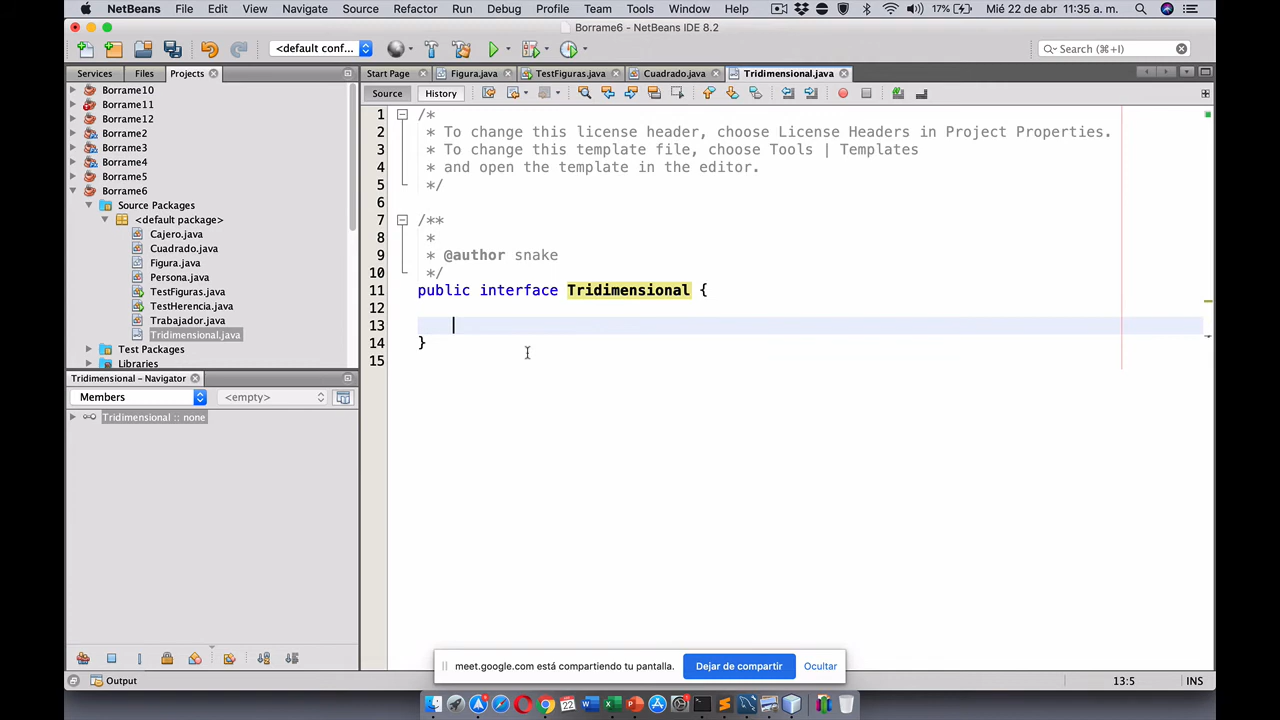 NetBeans File Edit View Navigate Source Refactor Run Debug Profile Team Tools Window Help 17% Mié 22 de abr 11:35 a. m.
Borrame6 - NetBeans IDE 8.2
<default conf... Search (⌘+I)
Services Files Projects Start Page Figura.java TestFiguras.java Cuadrado.java Tridimensional.java
Source History
Borrame10
Borrame11
Borrame12
Borrame2
Borrame3
Borrame4
Borrame5
Borrame6
Source Packages
<default package>
Cajero.java
Cuadrado.java
Figura.java
Persona.java
TestFiguras.java
TestHerencia.java
Trabajador.java
Tridimensional.java
Test Packages
Libraries
Tridimensional - Navigator
Members <empty>
Tridimensional :: none
1 /*
2 * To change this license header, choose License Headers in Project Properties.
3 * To change this template file, choose Tools | Templates
4 * and open the template in the editor.
5 */
6
7 /**
8 *
9 * @author snake
10 */
11 public interface Tridimensional {
12
13
14 }
15
meet.google.com está compartiendo tu pantalla. Dejar de compartir Ocultar
Output 13:5 INS